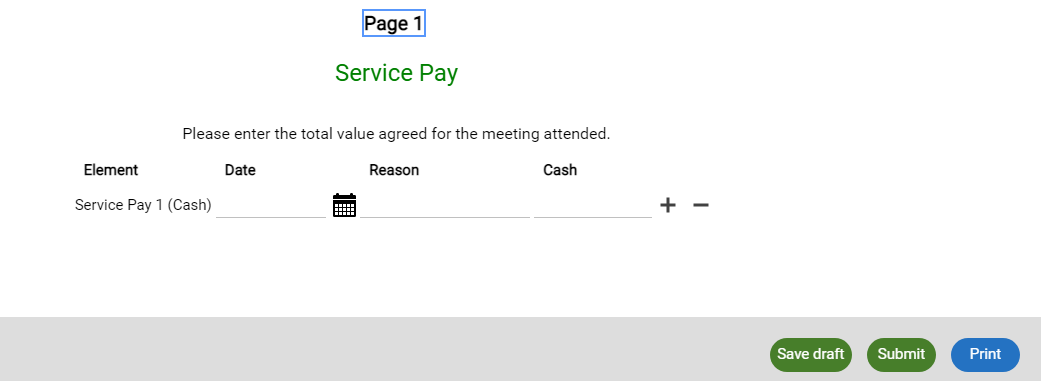 Page 1
Service Pay
Please enter the total value agreed for the meeting attended.
Element Date Reason Cash
Service Pay 1 (Cash) + −
Save draft Submit Print